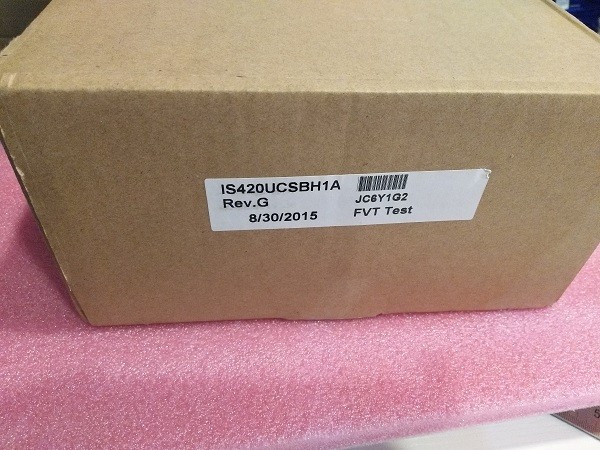 IS420UCSBH1A
Rev.G
8/30/2015
JC6Y1G2
FVT Test